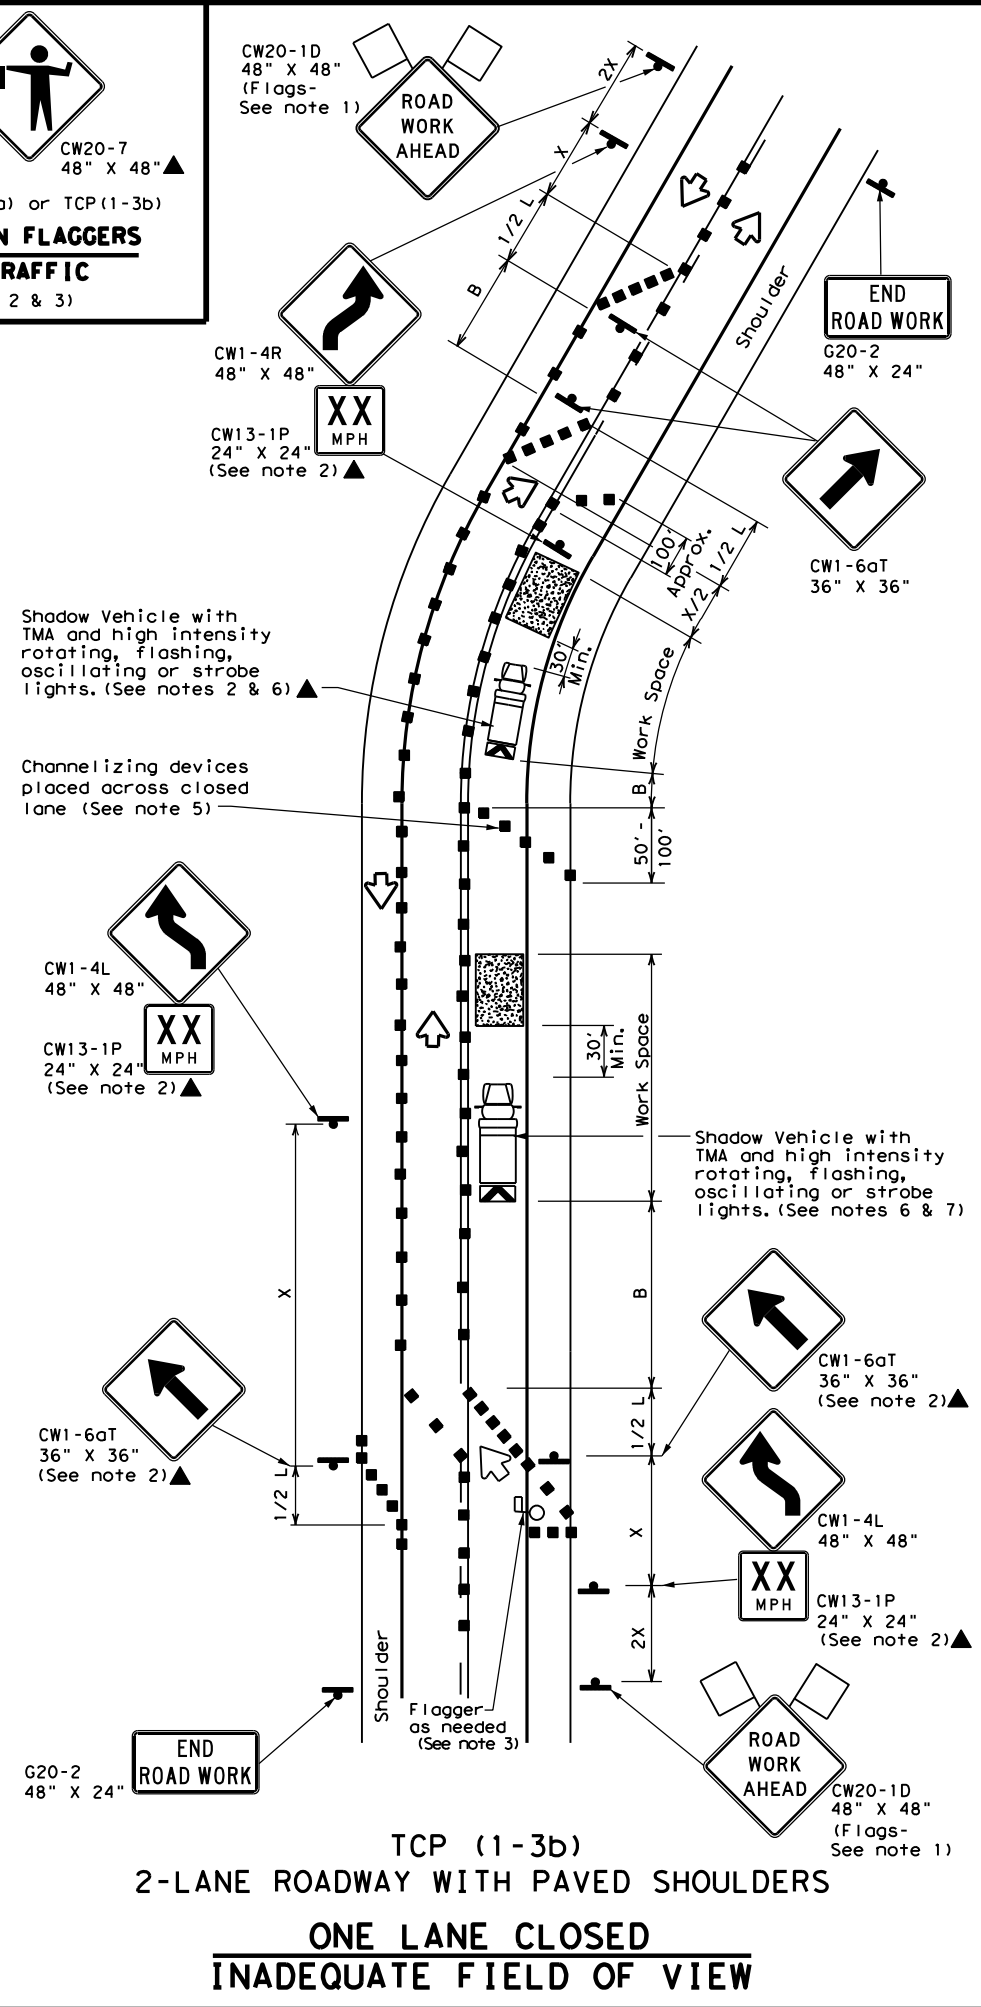 CW20-7
48" X 48"
a) or TCP(1-3b)
N FLAGGERS
RAFFIC
2 & 3)
CW20-1D
48" X 48"
(Flags-
See note 1)
ROAD
WORK
AHEAD
2X
X
1/2 L
B
CW1-4R
48" X 48"
XX
MPH
CW13-1P
24" X 24"
(See note 2)
Shoulder
END
ROAD WORK
G20-2
48" X 24"
CW1-6aT
36" X 36"
100'
Approx.
1/2 L
X/2
30'
Min.
Work Space
B
50' -
100'
Shadow Vehicle with
TMA and high intensity
rotating, flashing,
oscillating or strobe
lights. (See notes 2 & 6)
Channelizing devices
placed across closed
lane (See note 5)
CW1-4L
48" X 48"
XX
MPH
CW13-1P
24" X 24"
(See note 2)
30'
Min.
Work Space
Shadow Vehicle with
TMA and high intensity
rotating, flashing,
oscillating or strobe
lights. (See notes 6 & 7)
X
B
CW1-6aT
36" X 36"
(See note 2)
1/2 L
CW1-6aT
36" X 36"
(See note 2)
1/2 L
X
CW1-4L
48" X 48"
XX
MPH
CW13-1P
24" X 24"
(See note 2)
2X
Shoulder
Flagger
as needed
(See note 3)
END
ROAD WORK
G20-2
48" X 24"
ROAD
WORK
AHEAD
CW20-1D
48" X 48"
(Flags-
See note 1)
TCP (1-3b)
2-LANE ROADWAY WITH PAVED SHOULDERS
ONE LANE CLOSED
INADEQUATE FIELD OF VIEW